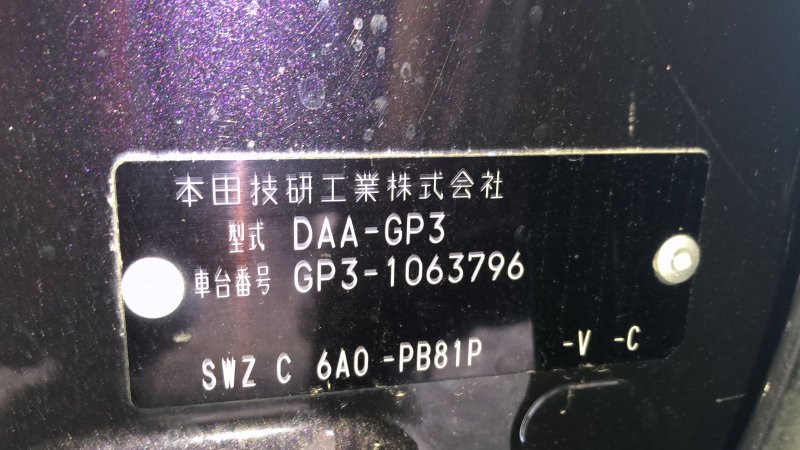 本田技研工業株式会社
型式 DAA-GP3
車台番号 GP3-1063796
SWZ C 6A0 -PB81P -V -C